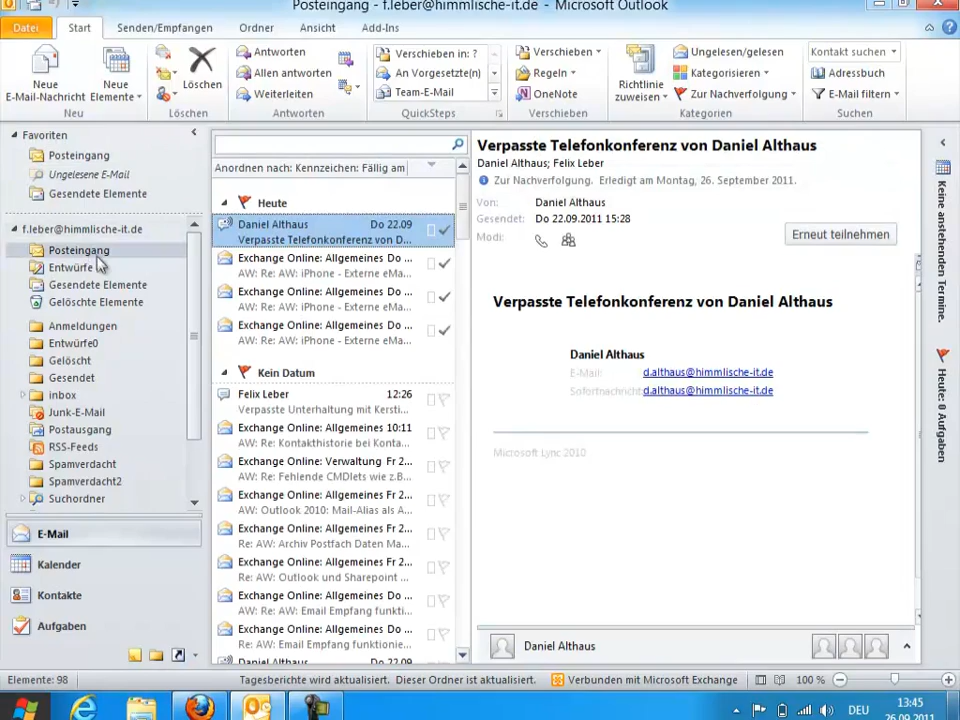 Posteingang - f.leber@himmlische-it.de - Microsoft Outlook
Datei
Start
Senden/Empfangen
Ordner
Ansicht
Add-Ins
Neue E-Mail-Nachricht
Neue Elemente
Neu
Löschen
Löschen
Antworten
Allen antworten
Weiterleiten
Antworten
Verschieben in: ?
An Vorgesetzte(n)
Team-E-Mail
QuickSteps
Verschieben
Regeln
OneNote
Verschieben
Richtlinie zuweisen
Ungelesen/gelesen
Kategorisieren
Zur Nachverfolgung
Kategorien
Kontakt suchen
Adressbuch
E-Mail filtern
Suchen
Favoriten
Posteingang
Ungelesene E-Mail
Gesendete Elemente
f.leber@himmlische-it.de
Posteingang
Entwürfe
Gesendete Elemente
Gelöschte Elemente
Anmeldungen
Entwürfe0
Gelöscht
Gesendet
inbox
Junk-E-Mail
Postausgang
RSS-Feeds
Spamverdacht
Spamverdacht2
Suchordner
E-Mail
Kalender
Kontakte
Aufgaben
Anordnen nach: Kennzeichen: Fällig am
Heute
Daniel Althaus Do 22.09
Verpasste Telefonkonferenz von D...
Exchange Online: Allgemeines Do ...
AW: Re: AW: iPhone - Externe eMa...
Exchange Online: Allgemeines Do ...
AW: Re: AW: iPhone - Externe eMa...
Exchange Online: Allgemeines Do ...
AW: Re: AW: iPhone - Externe eMa...
Kein Datum
Felix Leber 12:26
Verpasste Unterhaltung mit Kersti...
Exchange Online: Allgemeines 10:11
AW: Re: Kontakthistorie bei Konta...
Exchange Online: Verwaltung Fr 2...
Re: AW: Fehlende CMDlets wie z.B...
Exchange Online: Allgemeines Fr 2...
AW: Outlook 2010: Mail-Alias als A...
Exchange Online: Allgemeines Fr 2...
Re: AW: Archiv Postfach Daten Ma...
Exchange Online: Allgemeines Fr 2...
Re: AW: Outlook und Sharepoint ...
Exchange Online: Allgemeines Do ...
AW: Re: AW: Email Empfang funkti...
Exchange Online: Allgemeines Do ...
Re: AW: Email Empfang funktionie...
Daniel Althaus Do 22.09
Verpasste Telefonkonferenz von Daniel Althaus
Daniel Althaus; Felix Leber
Zur Nachverfolgung. Erledigt am Montag, 26. September 2011.
Von: Daniel Althaus
Gesendet: Do 22.09.2011 15:28
Modi:
Erneut teilnehmen
Verpasste Telefonkonferenz von Daniel Althaus
Daniel Althaus
E-Mail: d.althaus@himmlische-it.de
Sofortnachricht: d.althaus@himmlische-it.de
Microsoft Lync 2010
Daniel Althaus
Keine anstehenden Termine.
Heute: 0 Aufgaben
Elemente: 98
Tagesberichte wird aktualisiert. Dieser Ordner ist aktualisiert.
Verbunden mit Microsoft Exchange
100 %
DEU
13:45
26.09.2011